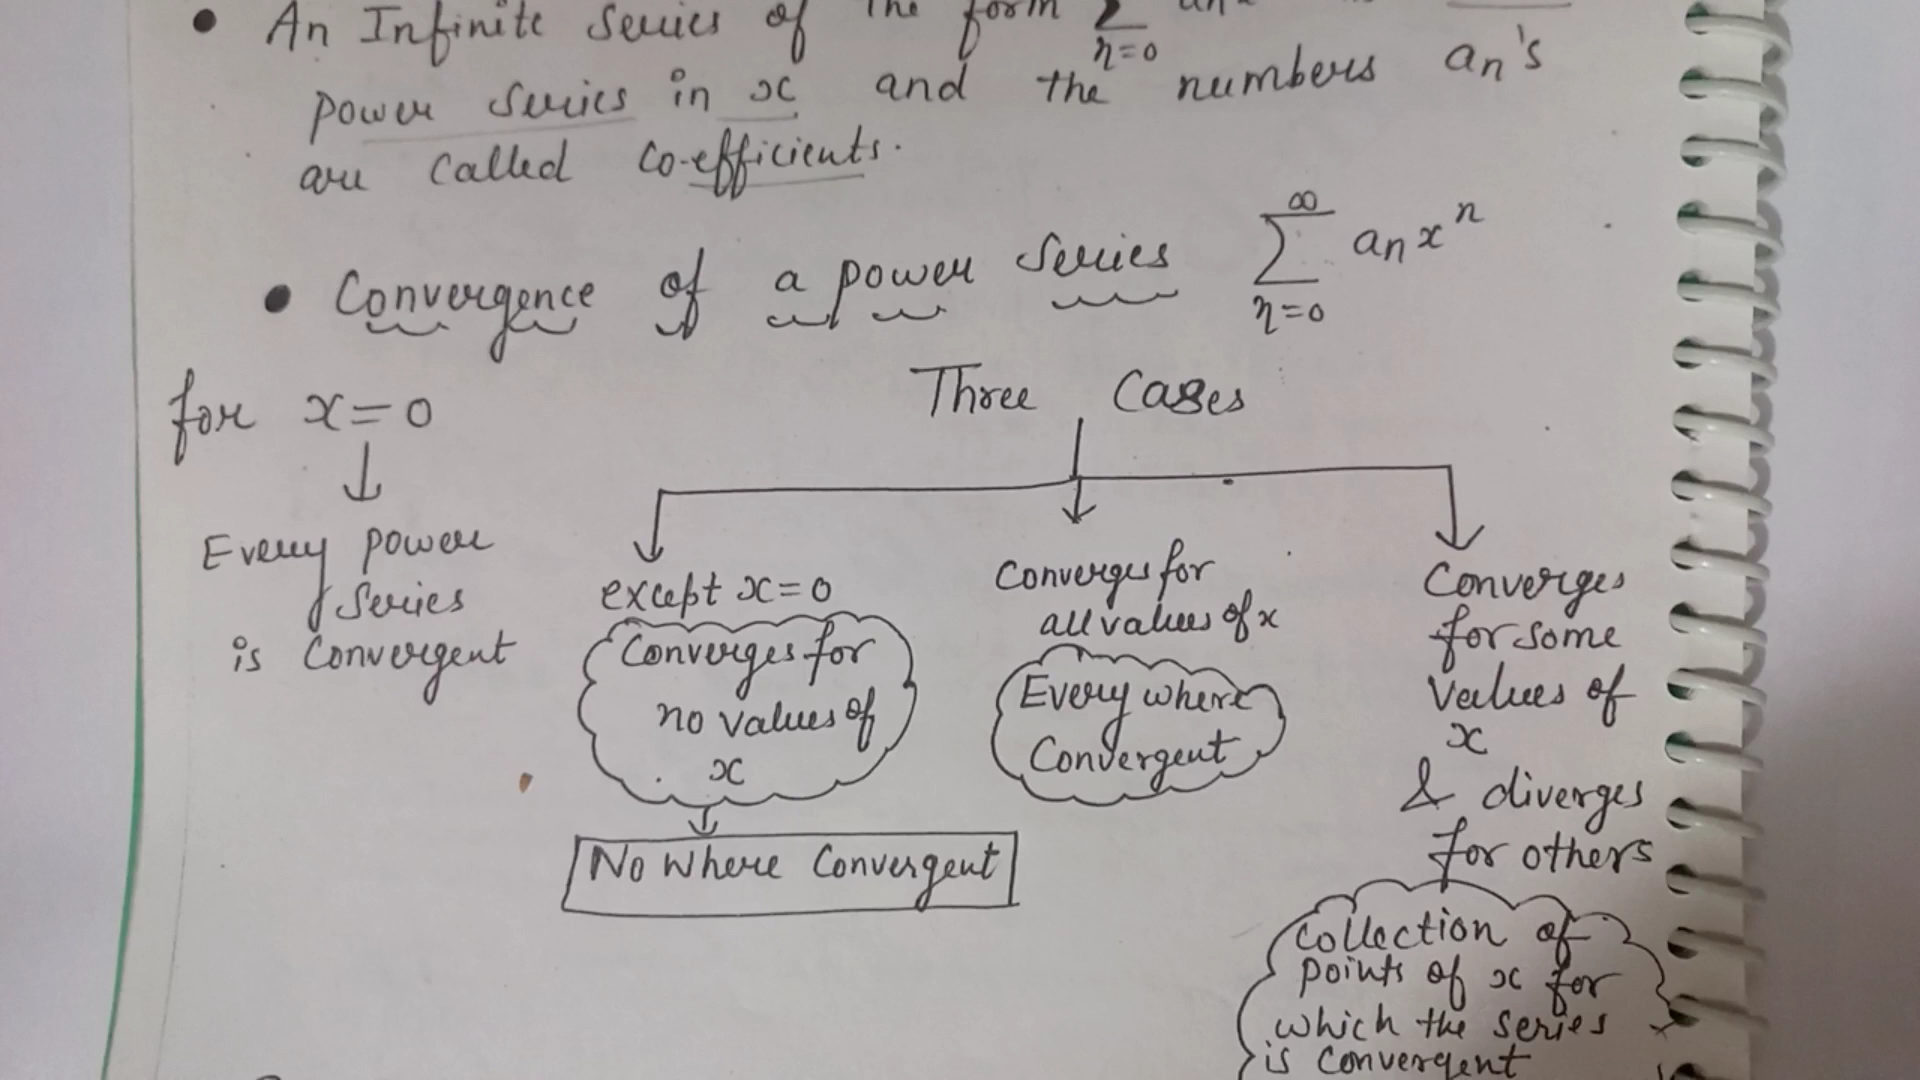 • An Infinite series of the form ∑ an
n=0
power series in x and the numbers an's
are called co-efficients.
• Convergence of a power series ∑ an xⁿ
∞
n=0
for x=0
↓
Every power
series
is Convergent
Three Cases
except x=0
Converges for
no values of
x
↓
No where Convergent
Converges for
all values of x
Every where
Convergent
Converges
for some
values of
x
& diverges
for others
Collection of
points of x for
which the series
is convergent